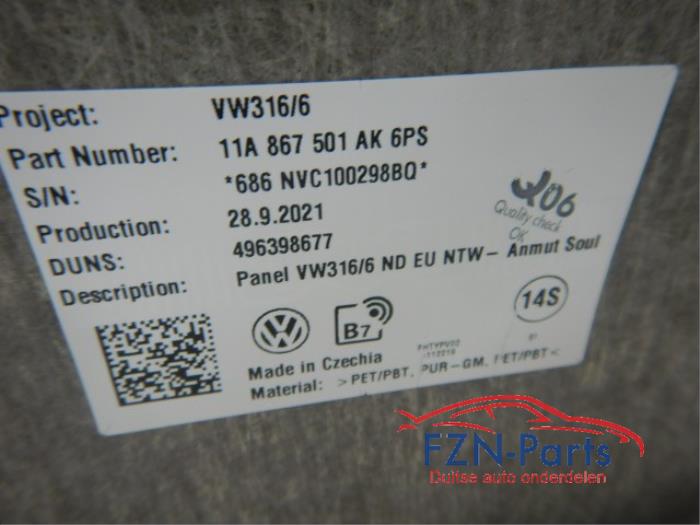 Project: VW316/6
Part Number: 11A 867 501 AK 6PS
S/N: *686 NVC100298BQ*
Production: 28.9.2021
DUNS: 496398677
Description: Panel VW316/6 ND EU NTW- Anmut Soul
Q06
Quality check
OK
B7
14S
Made in Czechia
Material: >PET/PBT, PUR-GM, PET/PBT<
FZN-Parts
Duitse auto onderdelen